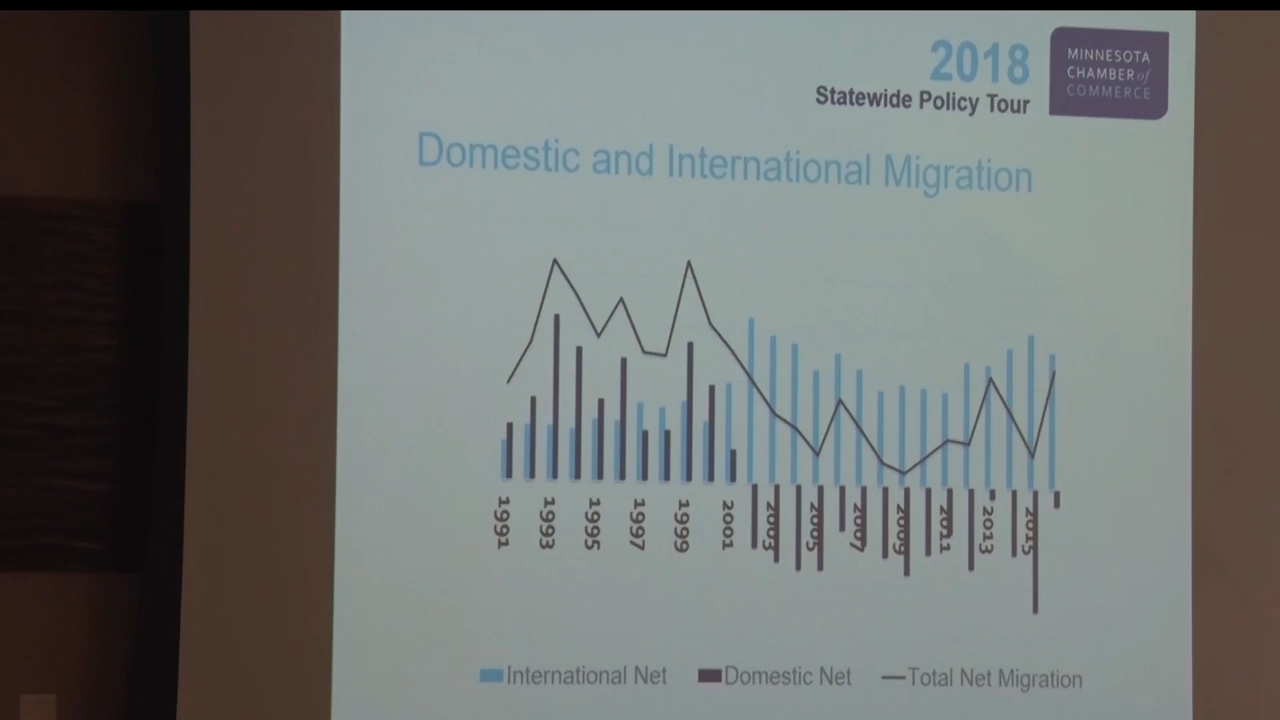 2018
Statewide Policy Tour
MINNESOTA
CHAMBER of
COMMERCE
Domestic and International Migration
1991
1993
1995
1997
1999
2001
2003
2005
2007
2009
2011
2013
2015
International Net
Domestic Net
Total Net Migration